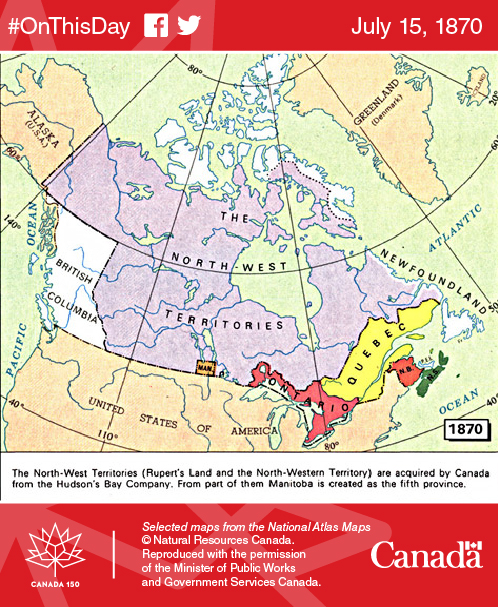 #OnThisDay
July 15, 1870
80°
ICELAND
GREENLAND
(Denmark)
ALASKA
(U.S.A.)
60°
60°
140°
THE
OCEAN
ATLANTIC
NORTH-WEST
NEWFOUNDLAND
BRITISH
COLUMBIA
TERRITORIES
QUEBEC
PACIFIC
MAN.
P.E.I.
N.B.
N.S.
ONTARIO
40°
UNITED STATES OF AMERICA
OCEAN
40°
110°
80°
1870
The North-West Territories (Rupert's Land and the North-Western Territory) are acquired by Canada
from the Hudson's Bay Company. From part of them Manitoba is created as the fifth province.
CANADA 150
Selected maps from the National Atlas Maps
© Natural Resources Canada.
Reproduced with the permission
of the Minister of Public Works
and Government Services Canada.
Canada